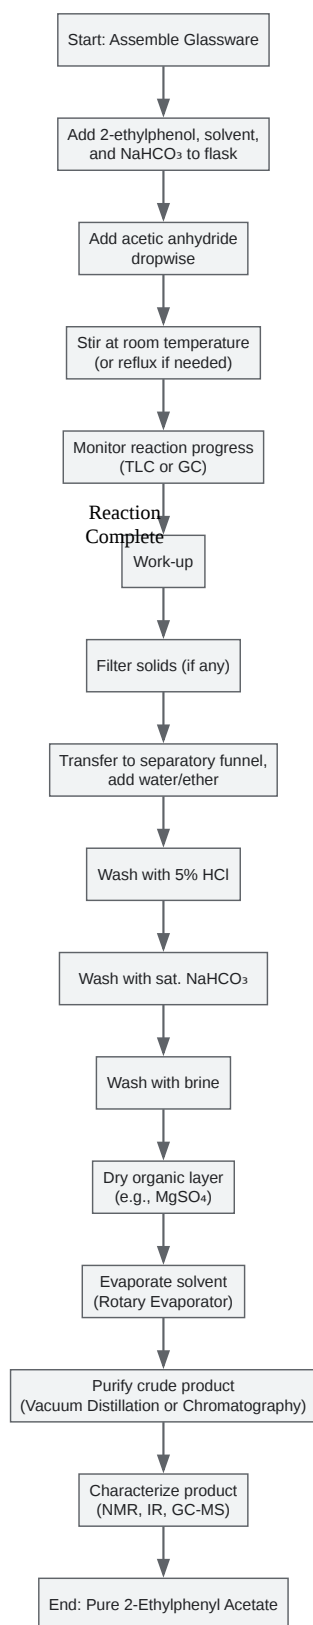 Start: Assemble Glassware
Add 2-ethylphenol, solvent,
and NaHCO₃ to flask
Add acetic anhydride
dropwise
Stir at room temperature
(or reflux if needed)
Monitor reaction progress
(TLC or GC)
Reaction
Complete
Work-up
Filter solids (if any)
Transfer to separatory funnel,
add water/ether
Wash with 5% HCl
Wash with sat. NaHCO₃
Wash with brine
Dry organic layer
(e.g., MgSO₄)
Evaporate solvent
(Rotary Evaporator)
Purify crude product
(Vacuum Distillation or Chromatography)
Characterize product
(NMR, IR, GC-MS)
End: Pure 2-Ethylphenyl Acetate